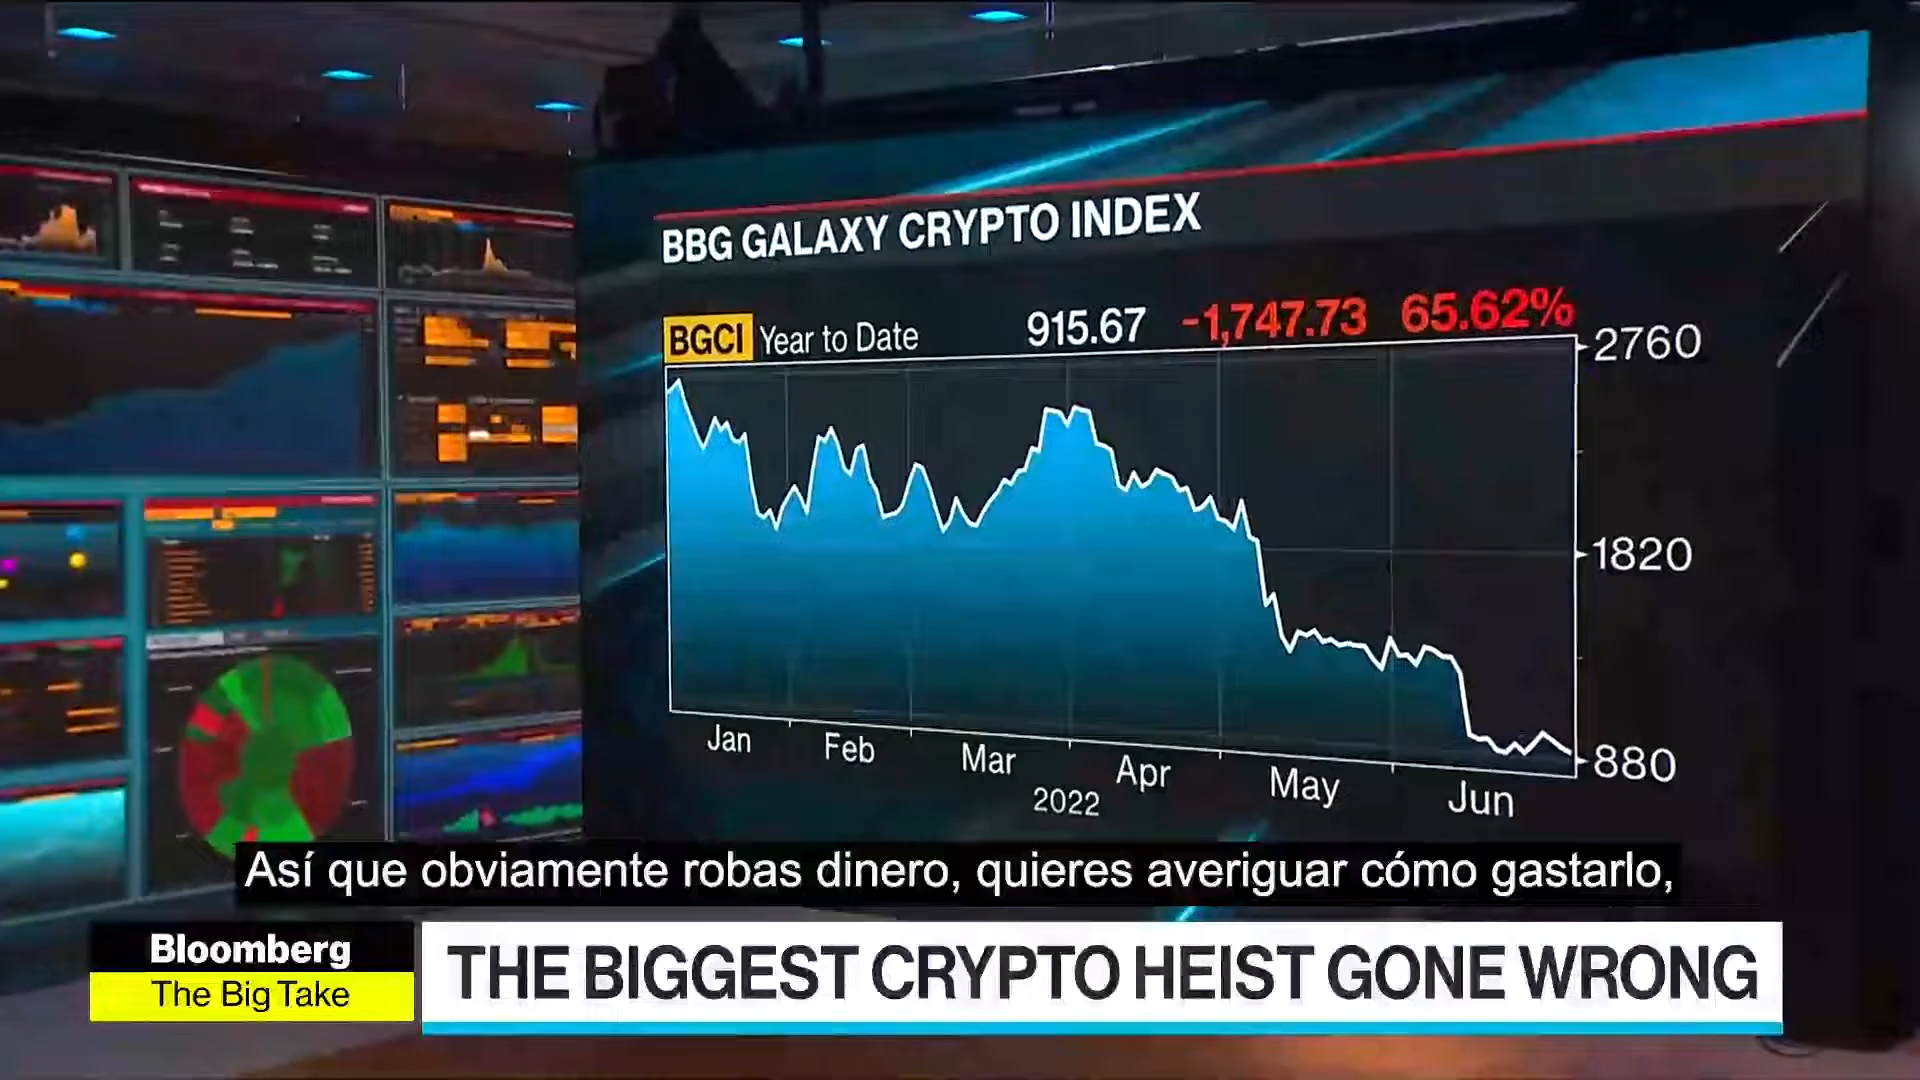 BBG GALAXY CRYPTO INDEX
BGCI Year to Date 915.67 -1,747.73 65.62%
2760
1820
880
Jan Feb Mar Apr May Jun
2022
Así que obviamente robas dinero, quieres averiguar cómo gastarlo,
Bloomberg
The Big Take
THE BIGGEST CRYPTO HEIST GONE WRONG